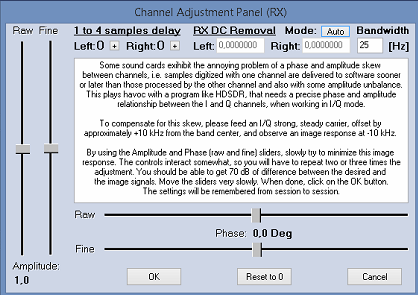 Channel Adjustment Panel (RX)
Raw Fine 1 to 4 samples delay RX DC Removal Mode: Auto Bandwidth
Left: 0 + Right: 0 + Left: 0,0000000 Right: 0,0000000 25 [Hz]
Some sound cards exhibit the annoying problem of a phase and amplitude skew
between channels, i.e. samples digitized with one channel are delivered to software sooner
or later than those processed by the other channel and also with some amplitude unbalance.
This plays havoc with a program like HDSDR, that needs a precise phase and amplitude
relationship between the I and Q channels, when working in I/Q mode.
To compensate for this skew, please feed an I/Q strong, steady carrier, offset by
approximately +10 kHz from the band center, and observe an image response at -10 kHz.
By using the Amplitude and Phase (raw and fine) sliders, slowly try to minimize this image
response. The controls interact somewhat, so you will have to repeat two or three times the
adjustment. You should be able to get 70 dB of difference between the desired and
the image signals. Move the sliders very slowly. When done, click on the OK button.
The settings will be remembered from session to session.
Raw
Phase: 0,0 Deg
Fine
Amplitude:
1,0
OK Reset to 0 Cancel